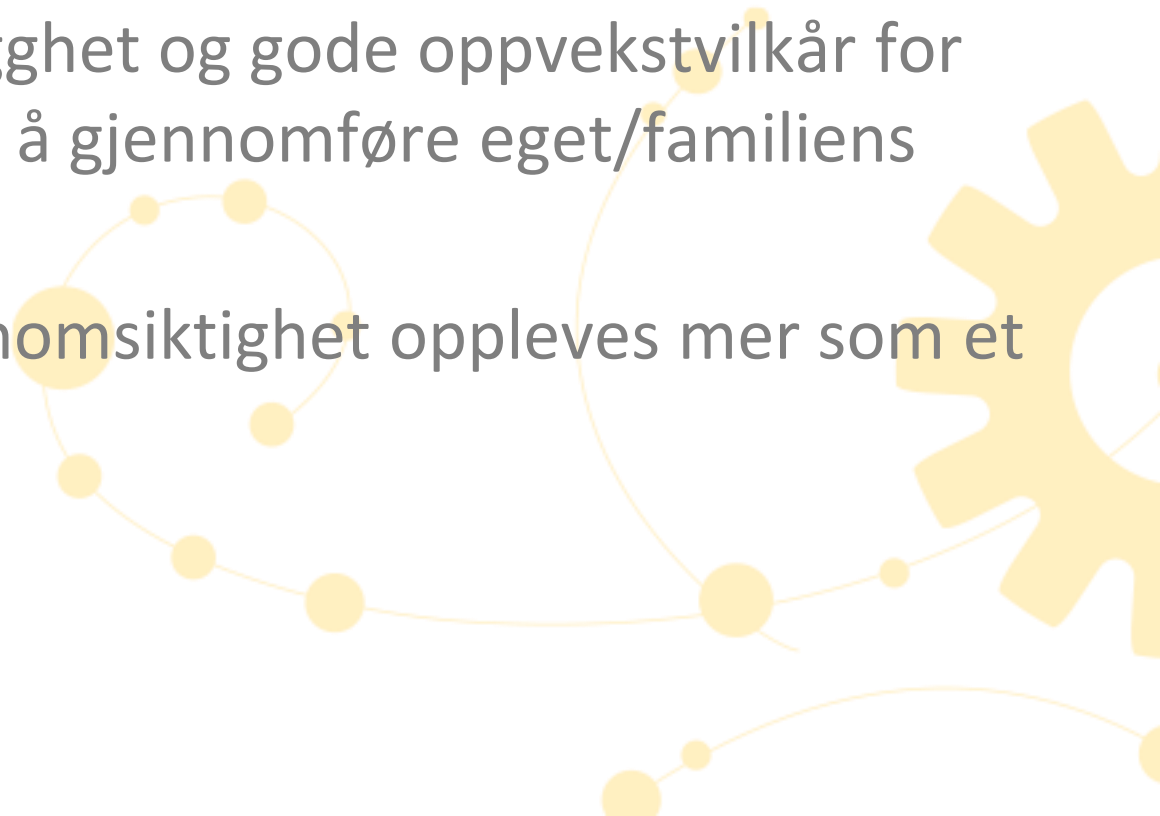 gghet og gode oppvekstvilkår for
å gjennomføre eget/familiens
nomsiktighet oppleves mer som et